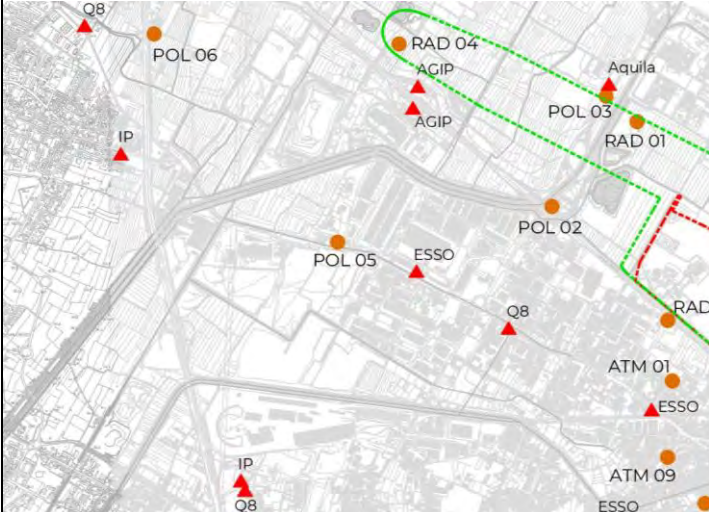 Q8
POL 06
RAD 04
AGIP
AGIP
Aquila
POL 03
RAD 01
IP
POL 02
POL 05
ESSO
Q8
RAD
ATM 01
ESSO
ATM 09
IP
Q8
ESSO